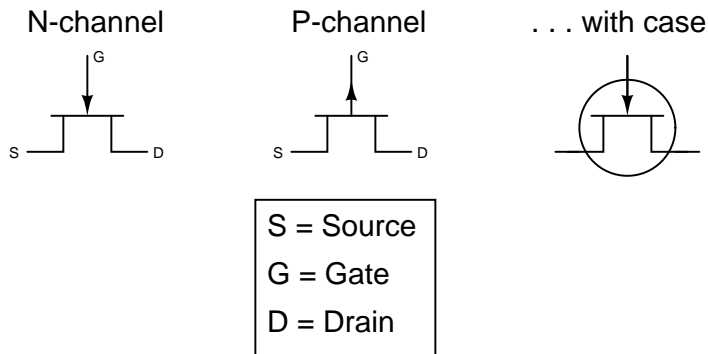 N-channel P-channel . . . with case
G G
S D S D
S = Source
G = Gate
D = Drain